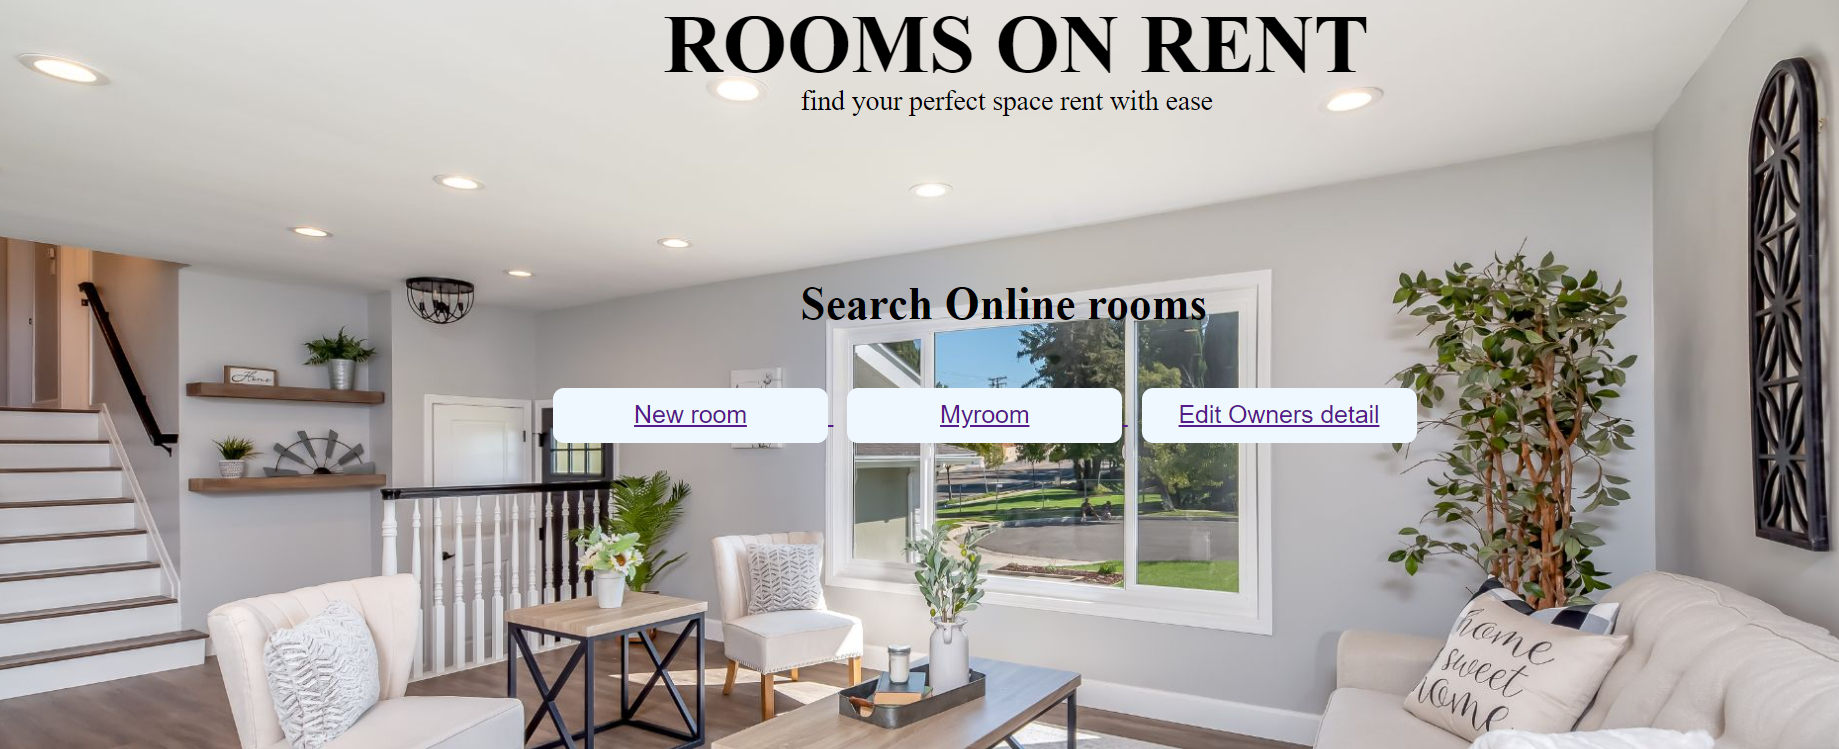 ROOMS ON RENT
find your perfect space rent with ease
Search Online rooms
New room Myroom Edit Owners detail
Home
home
sweet
home